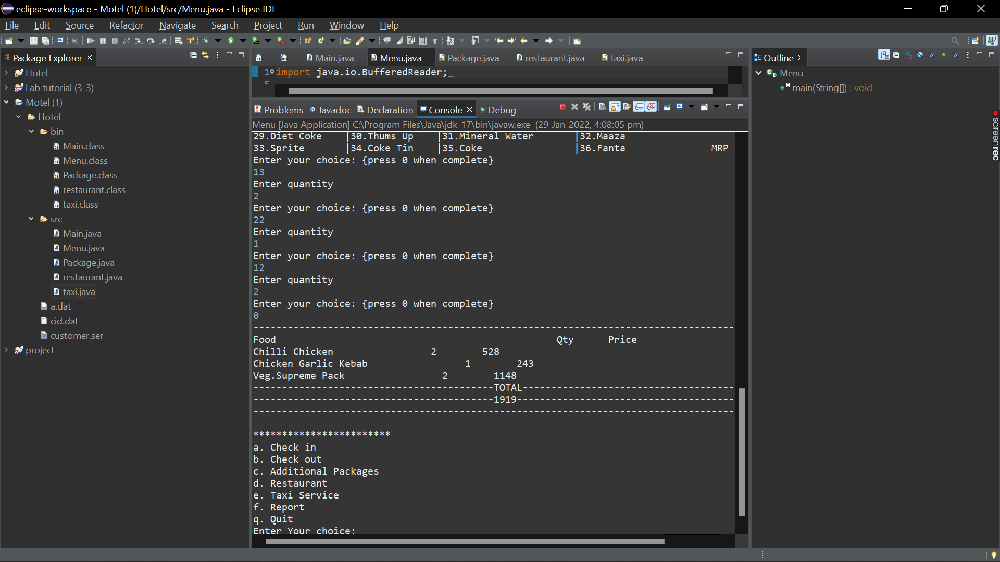 eclipse-workspace - Motel (1)/Hotel/src/Menu.java - Eclipse IDE
File Edit Source Refactor Navigate Search Project Run Window Help
Package Explorer
Hotel
Lab tutorial (3-3)
Motel (1)
Hotel
bin
Main.class
Menu.class
Package.class
restaurant.class
taxi.class
src
Main.java
Menu.java
Package.java
restaurant.java
taxi.java
a.dat
cid.dat
customer.ser
project
Main.java Menu.java Package.java restaurant.java taxi.java
1 import java.io.BufferedReader;
Problems Javadoc Declaration Console Debug
Menu [Java Application] C:\Program Files\Java\jdk-17\bin\javaw.exe (29-Jan-2022, 4:08:05 pm)
29.Diet Coke |30.Thums Up |31.Mineral Water |32.Maaza
33.Sprite |34.Coke Tin |35.Coke |36.Fanta MRP
Enter your choice: {press 0 when complete}
13
Enter quantity
2
Enter your choice: {press 0 when complete}
22
Enter quantity
1
Enter your choice: {press 0 when complete}
12
Enter quantity
2
Enter your choice: {press 0 when complete}
0
------------------------------------------------------------------------------------
Food Qty Price
Chilli Chicken 2 528
Chicken Garlic Kebab 1 243
Veg.Supreme Pack 2 1148
------------------------------------------TOTAL-------------------------------------
------------------------------------------1919--------------------------------------
------------------------------------------------------------------------------------
************************
a. Check in
b. Check out
c. Additional Packages
d. Restaurant
e. Taxi Service
f. Report
q. Quit
Enter Your choice:
Outline
Menu
main(String[]) : void
screenrec